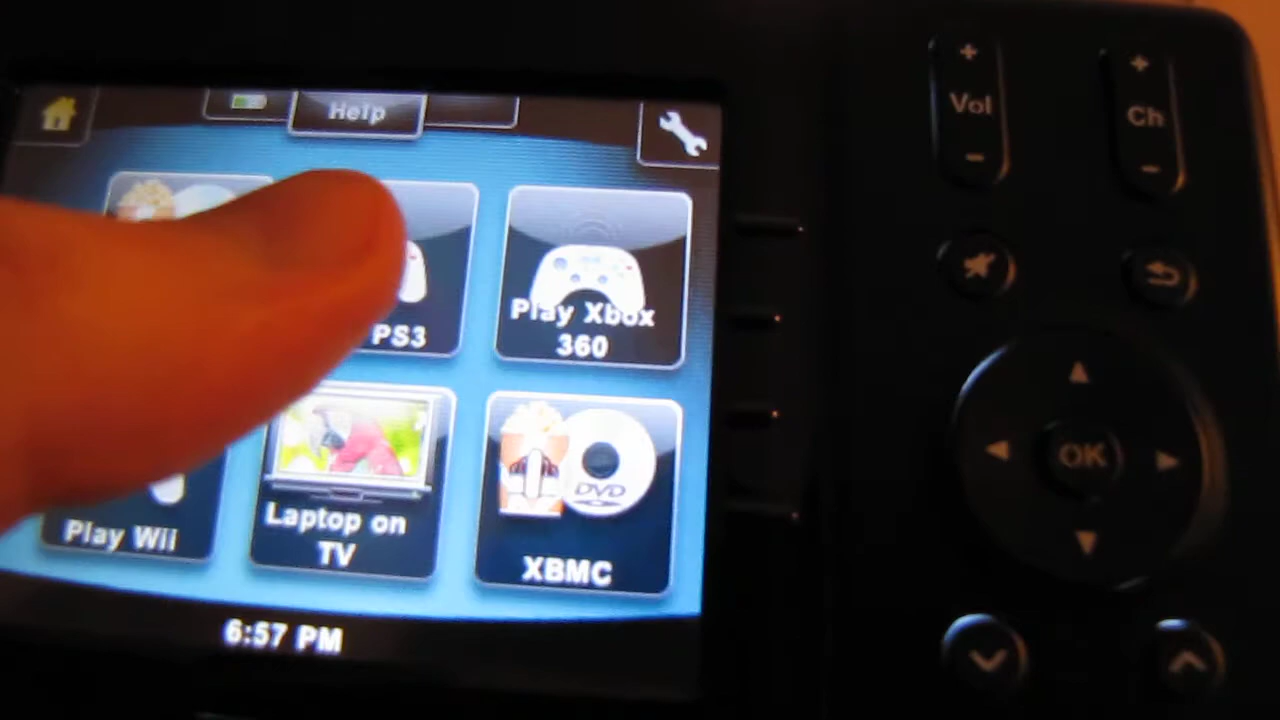 Help
PS3
Play Xbox
360
Play Wii
Laptop on
TV
DVD
XBMC
6:57 PM
+
Vol
-
+
Ch
-
OK